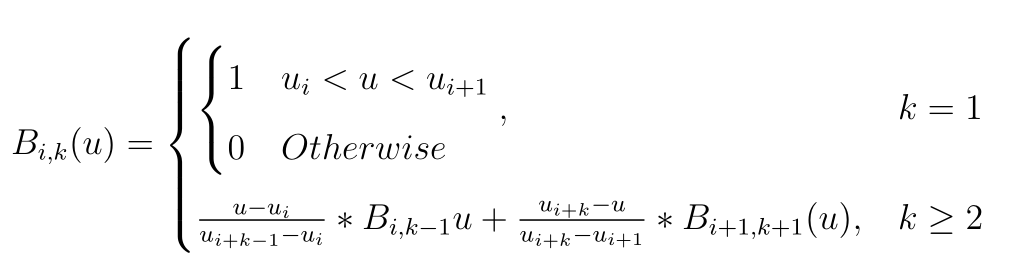 B_{i,k}(u) = \begin{cases} \begin{cases} 1 & u_i < u < u_{i+1} \\ 0 & Otherwise \end{cases}, & k = 1 \\ \frac{u-u_i}{u_{i+k-1}-u_i} * B_{i,k-1}u + \frac{u_{i+k}-u}{u_{i+k}-u_{i+1}} * B_{i+1,k+1}(u), & k \geq 2 \end{cases}